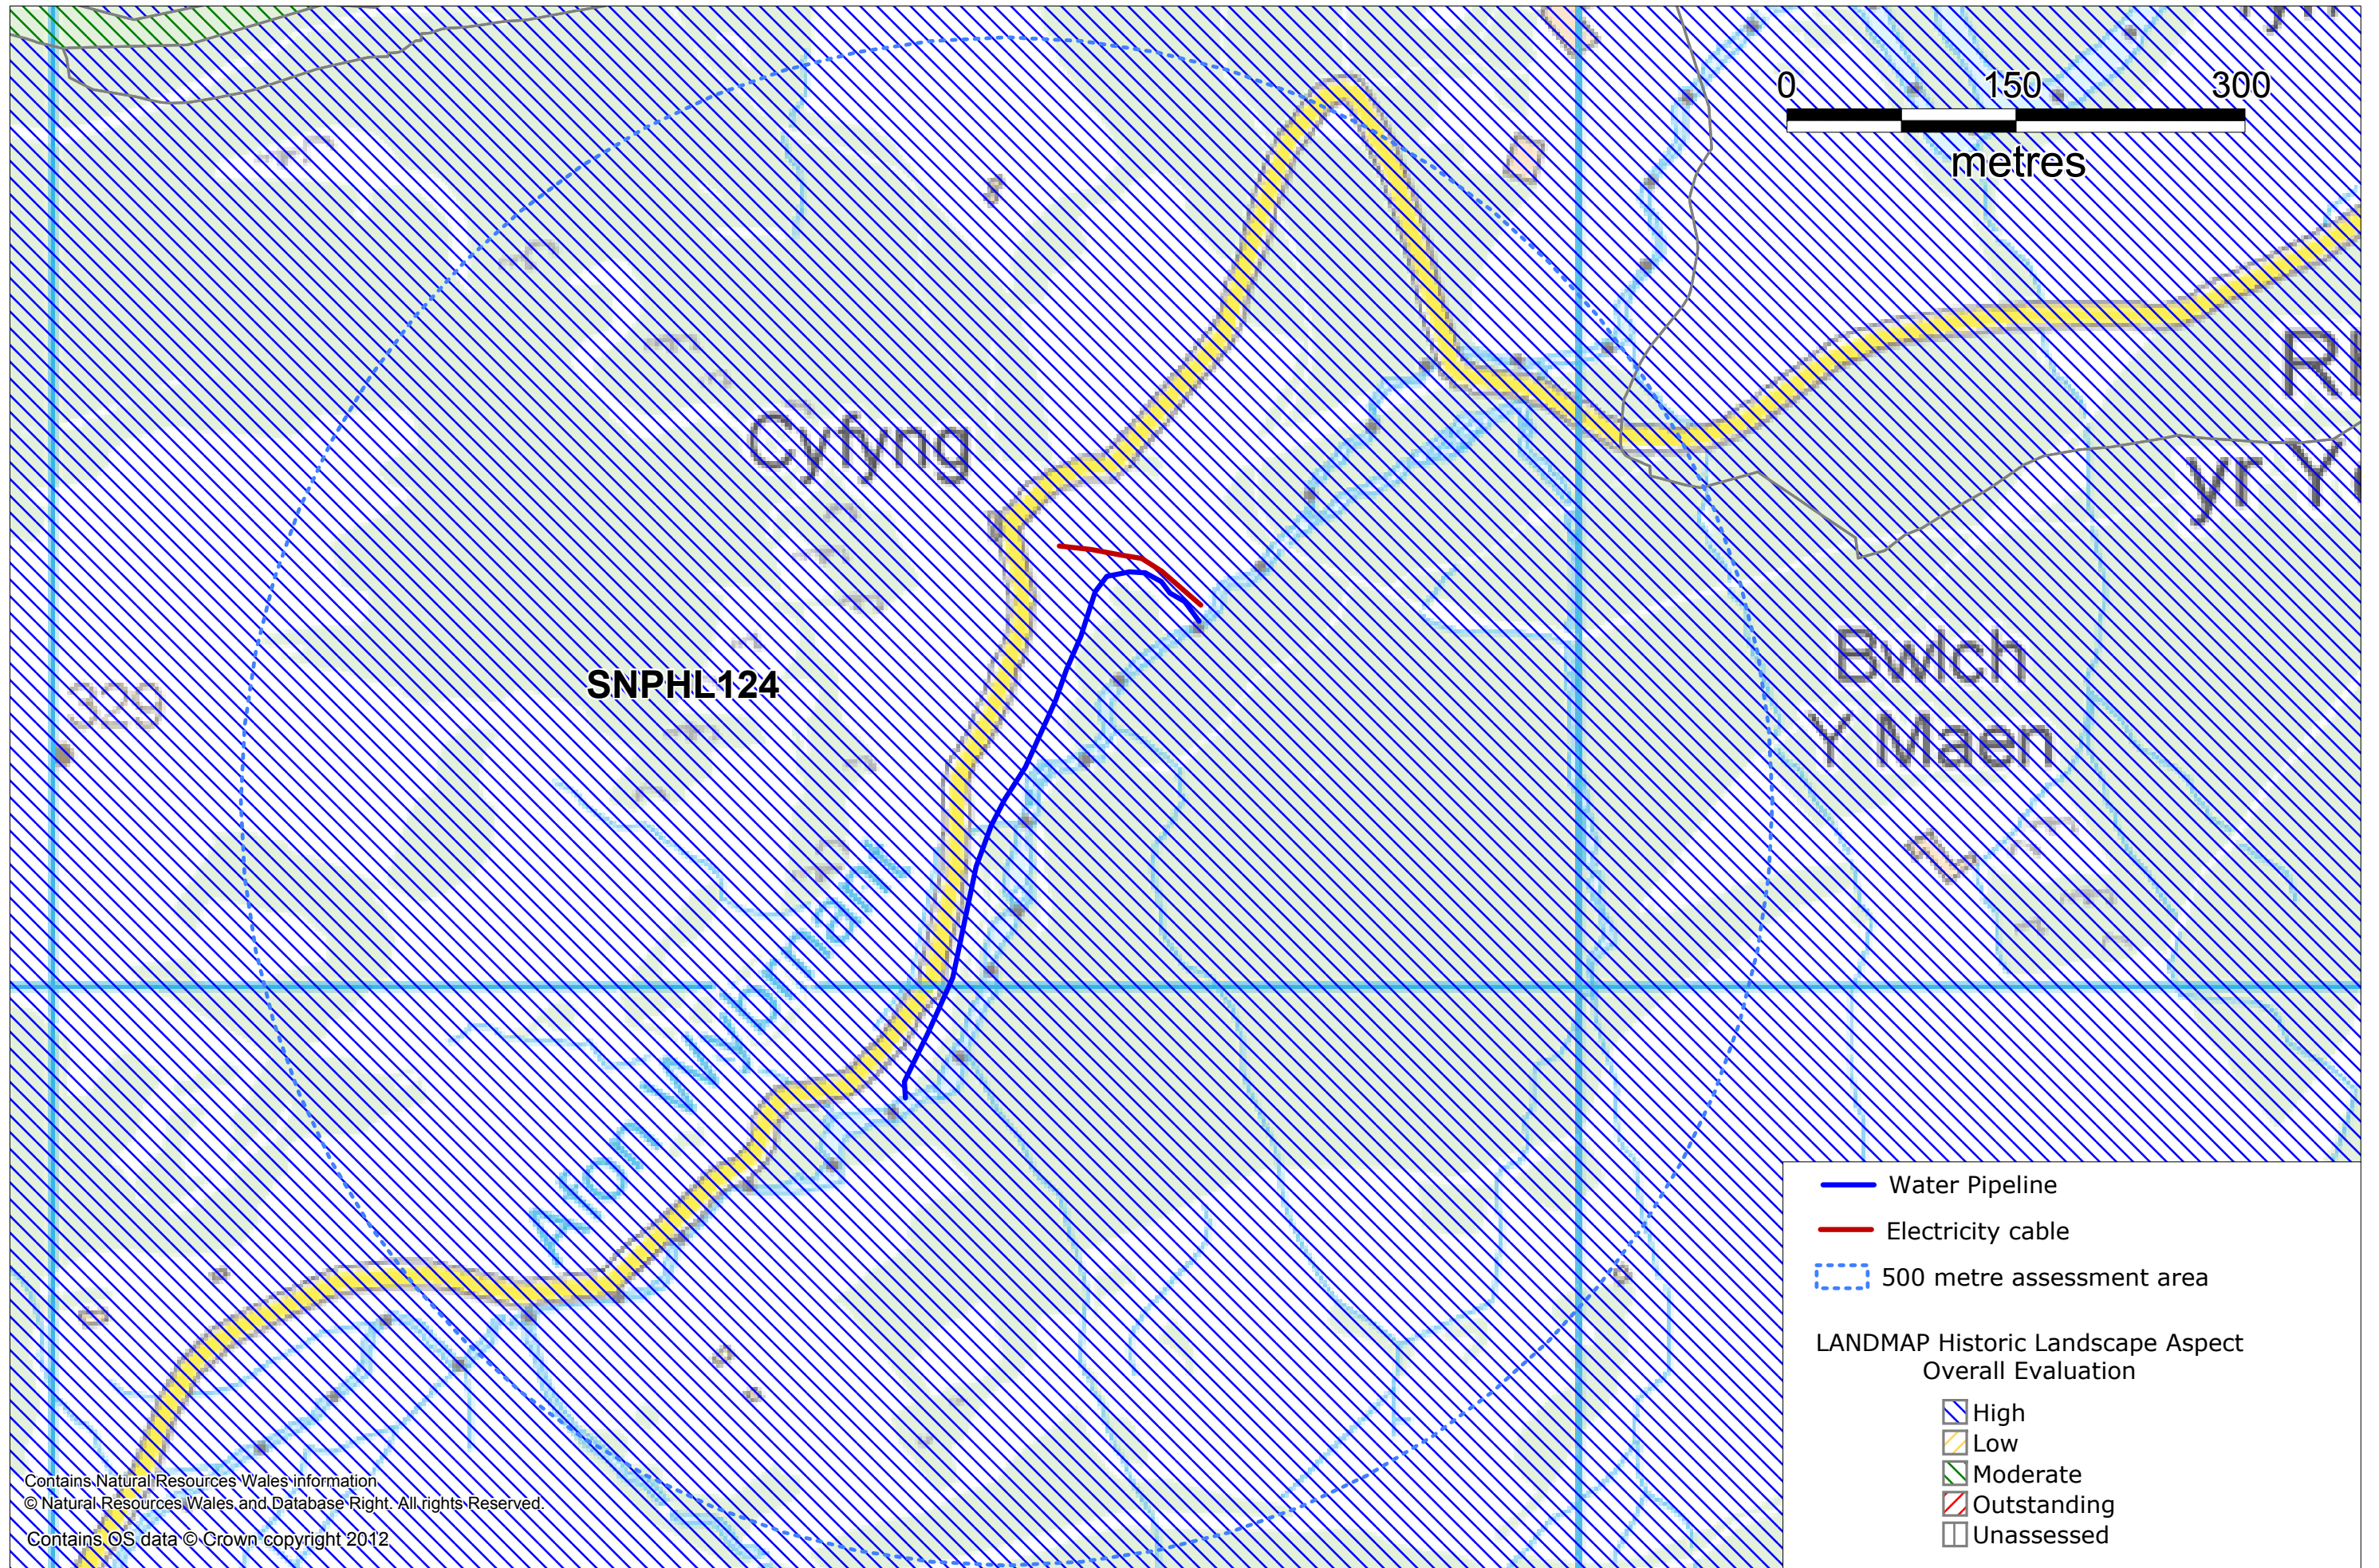 0 150 300
metres
Cyfyng
SNPHL124
329
Bwlch
Y Maen
yr
Afon Wybrnant
Water Pipeline
Electricity cable
500 metre assessment area
LANDMAP Historic Landscape Aspect
Overall Evaluation
High
Low
Moderate
Outstanding
Unassessed
Contains Natural Resources Wales information
© Natural Resources Wales and Database Right. All rights Reserved.
Contains OS data © Crown copyright 2012